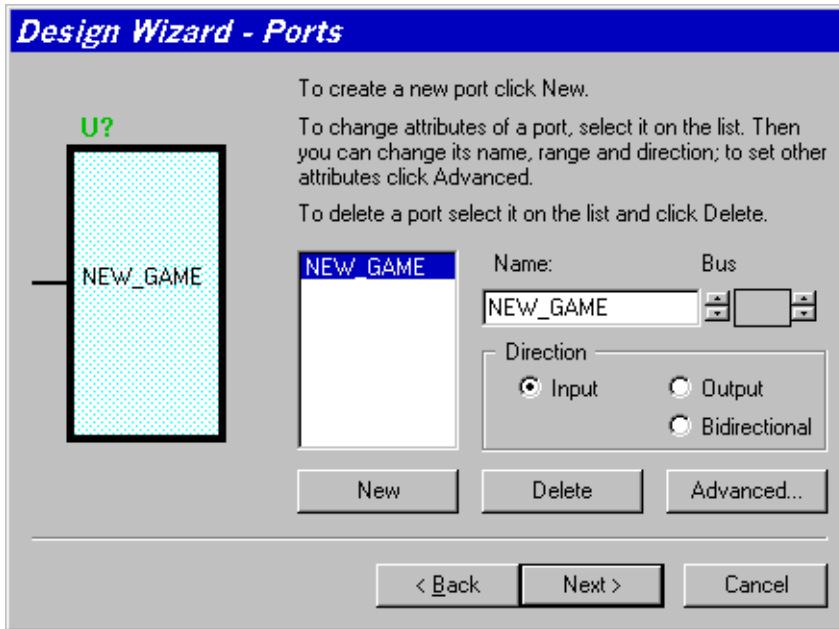 Design Wizard - Ports
To create a new port click New.
To change attributes of a port, select it on the list. Then
you can change its name, range and direction; to set other
attributes click Advanced.
To delete a port select it on the list and click Delete.
U?
NEW_GAME
NEW_GAME
Name:
Bus
NEW_GAME
Direction
Input
Output
Bidirectional
New
Delete
Advanced...
< Back
Next >
Cancel